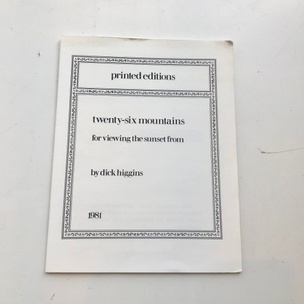 printed editions
twenty-six mountains
for viewing the sunset from
by dick higgins
1981